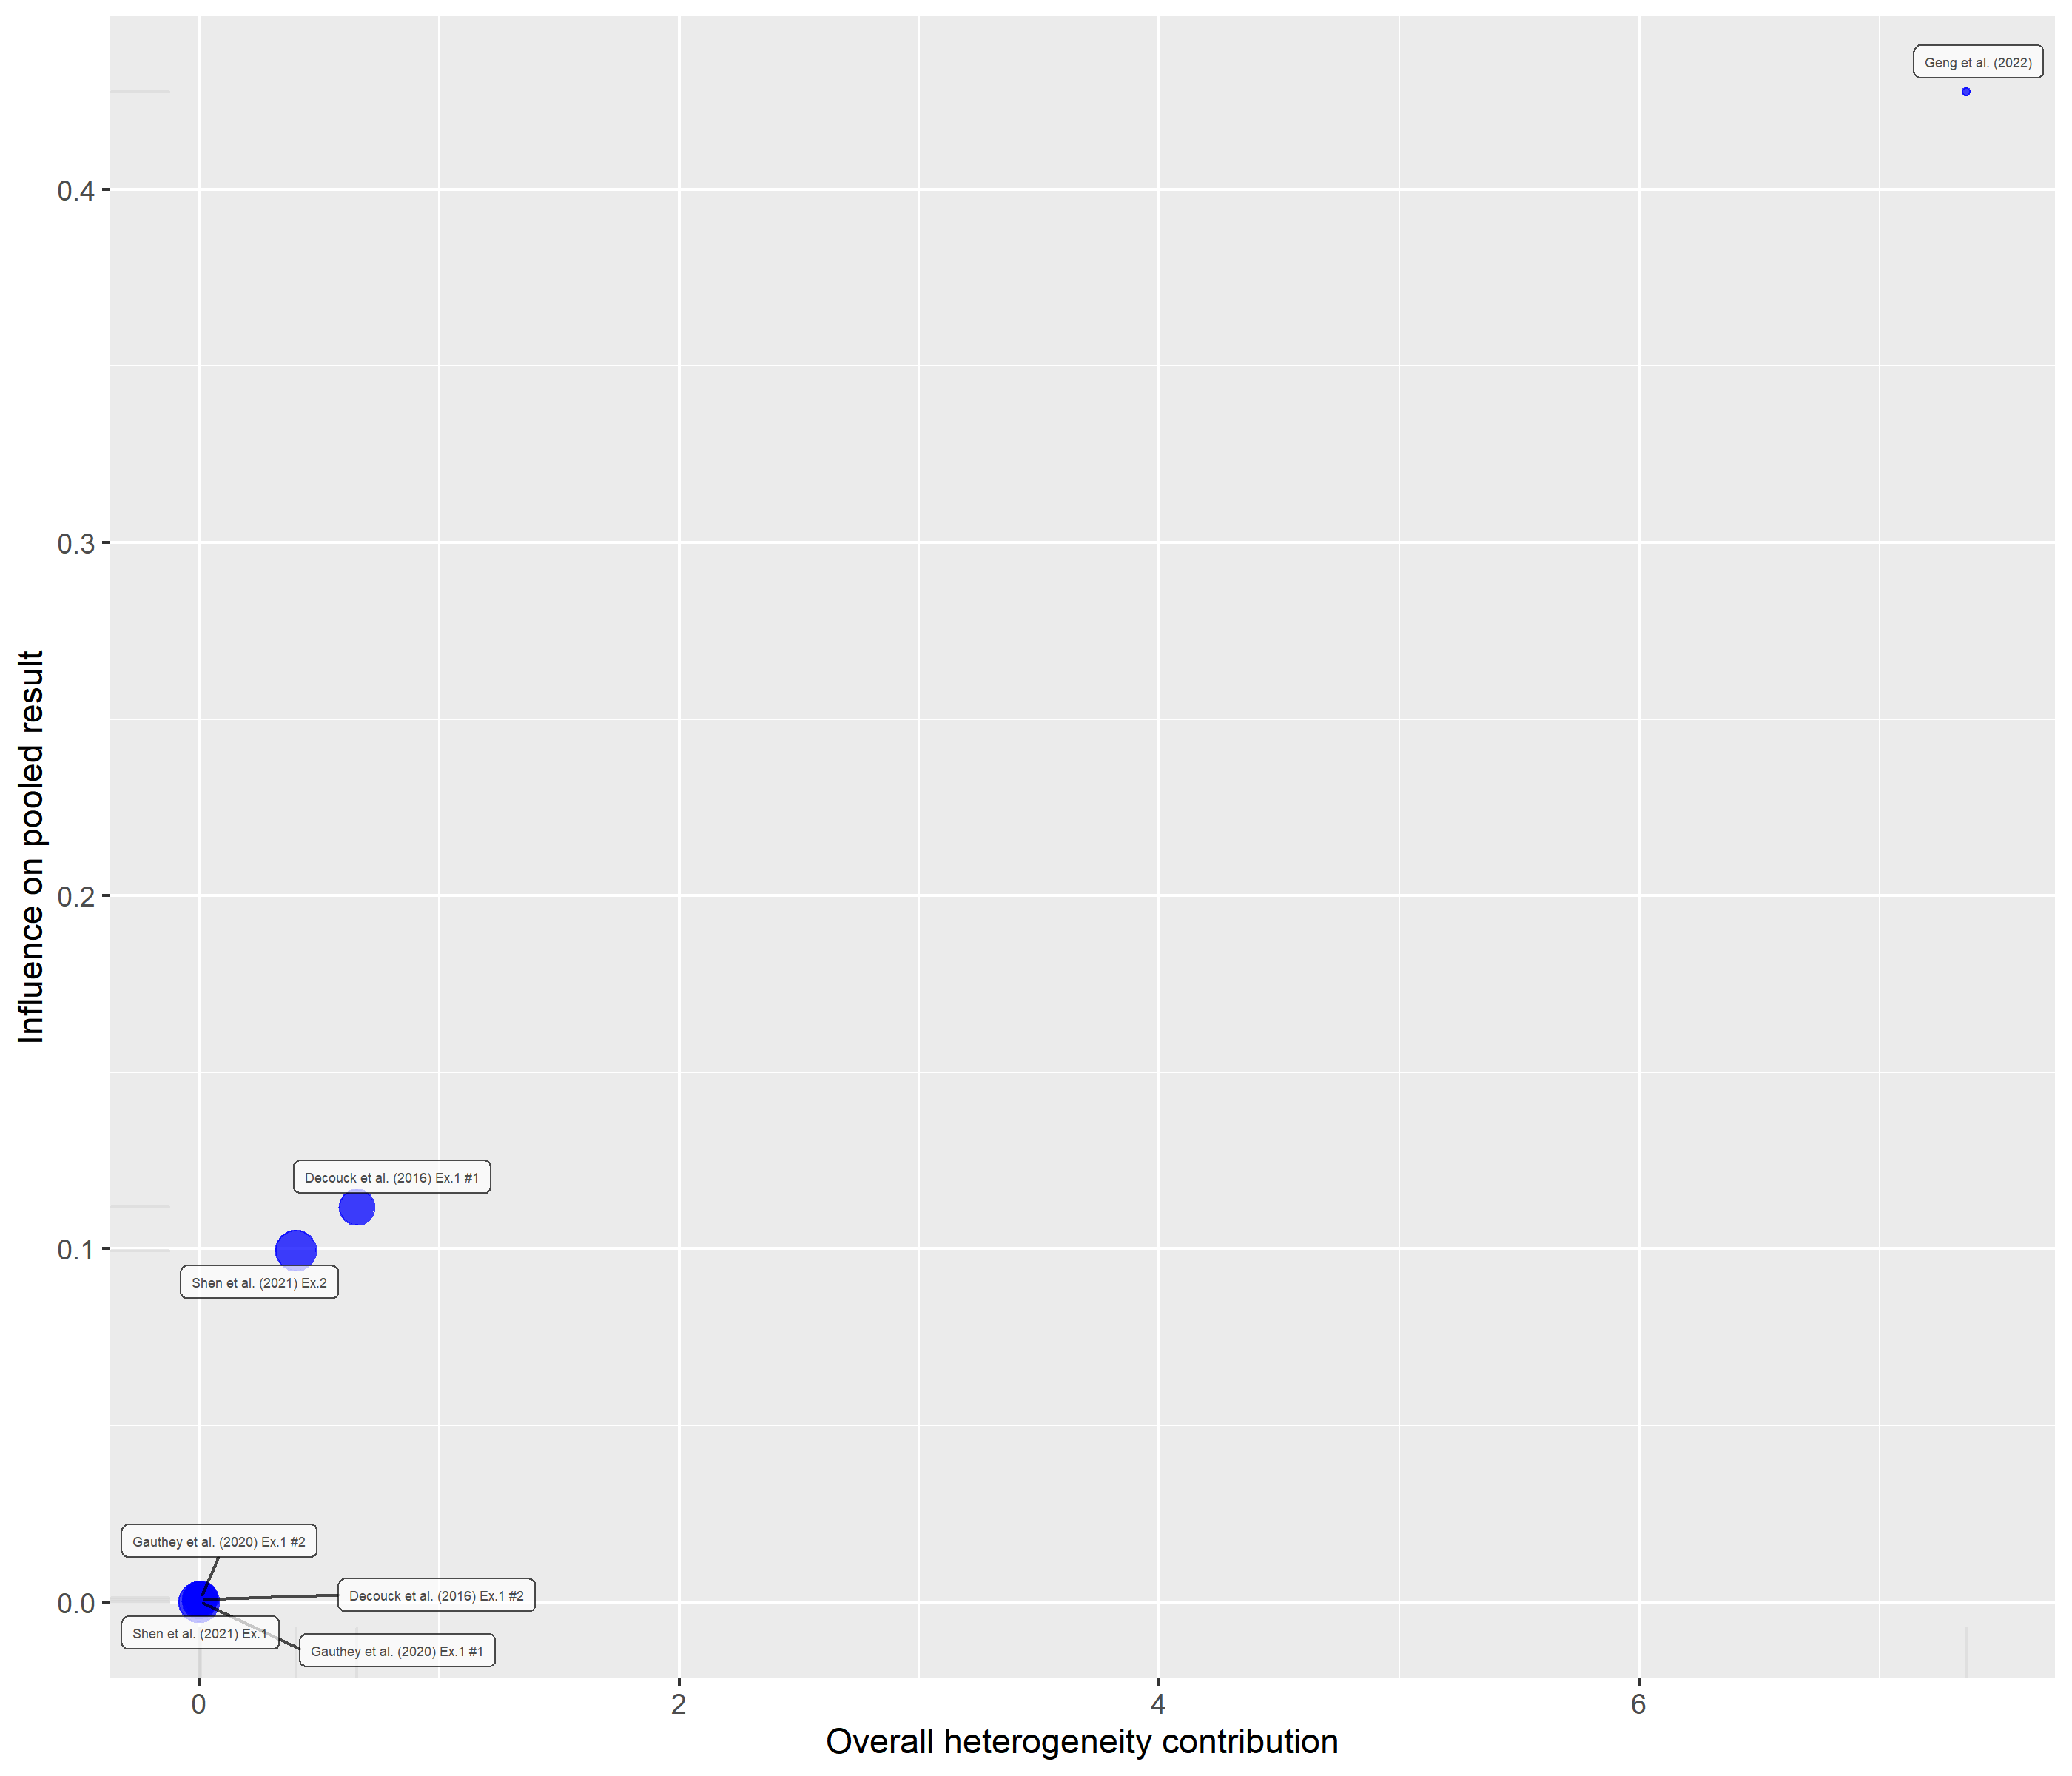 Geng et al. (2022)
0.4
0.3
0.2
0.1
0.0
Influence on pooled result
Decouck et al. (2016) Ex.1 #1
Shen et al. (2021) Ex.2
Gauthey et al. (2020) Ex.1 #2
Decouck et al. (2016) Ex.1 #2
Shen et al. (2021) Ex.1
Gauthey et al. (2020) Ex.1 #1
0
2
4
6
Overall heterogeneity contribution